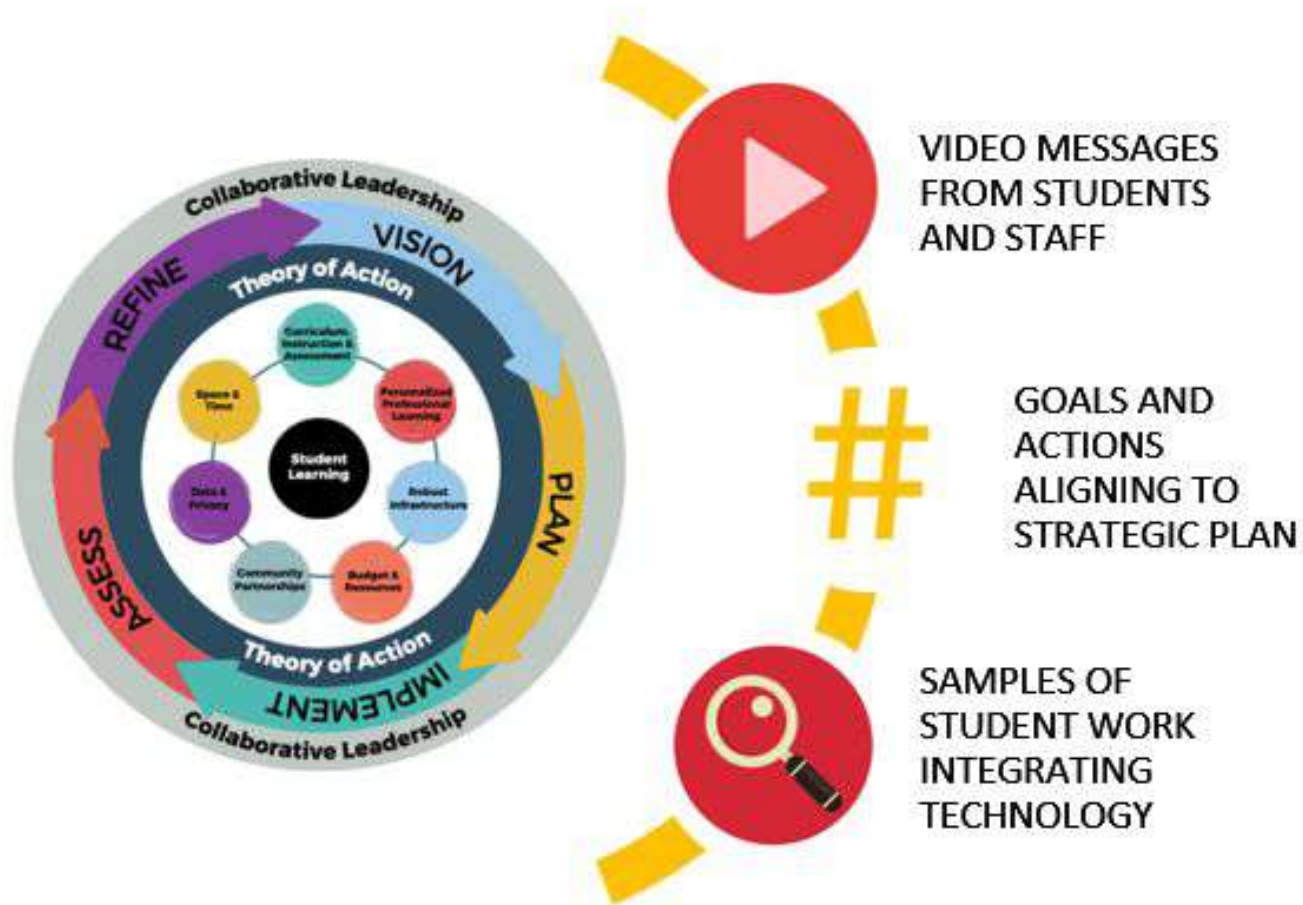 Collaborative Leadership
VISION
PLAN
IMPLEMENT
ASSESS
REFINE
Theory of Action
Curriculum,
Instruction &
Assessment
Personalized
Professional
Learning
Robust
Infrastructure
Budget &
Resources
Community
Partnerships
Data &
Privacy
Space &
Time
Student
Learning
Theory of Action
Collaborative Leadership
VIDEO MESSAGES
FROM STUDENTS
AND STAFF
#
GOALS AND
ACTIONS
ALIGNING TO
STRATEGIC PLAN
SAMPLES OF
STUDENT WORK
INTEGRATING
TECHNOLOGY